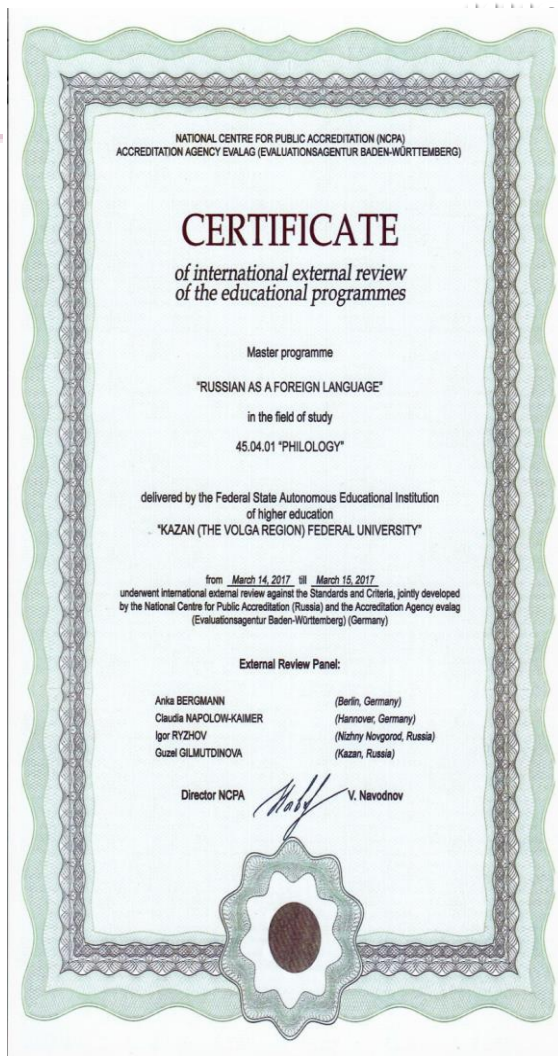 NATIONAL CENTRE FOR PUBLIC ACCREDITATION (NCPA)
ACCREDITATION AGENCY EVALAG (EVALUATIONSAGENTUR BADEN-WÜRTTEMBERG)
CERTIFICATE
of international external review
of the educational programmes
Master programme
"RUSSIAN AS A FOREIGN LANGUAGE"
in the field of study
45.04.01 "PHILOLOGY"
delivered by the Federal State Autonomous Educational Institution
of higher education
"KAZAN (THE VOLGA REGION) FEDERAL UNIVERSITY"
from March 14, 2017 till March 15, 2017
underwent international external review against the Standards and Criteria, jointly developed
by the National Centre for Public Accreditation (Russia) and the Accreditation Agency evalag
(Evaluationsagentur Baden-Württemberg) (Germany)
External Review Panel:
Anka BERGMANN (Berlin, Germany)
Claudia NAPOLOW-KAIMER (Hannover, Germany)
Igor RYZHOV (Nizhny Novgorod, Russia)
Guzel GILMUTDINOVA (Kazan, Russia)
Director NCPA V. Navodnov